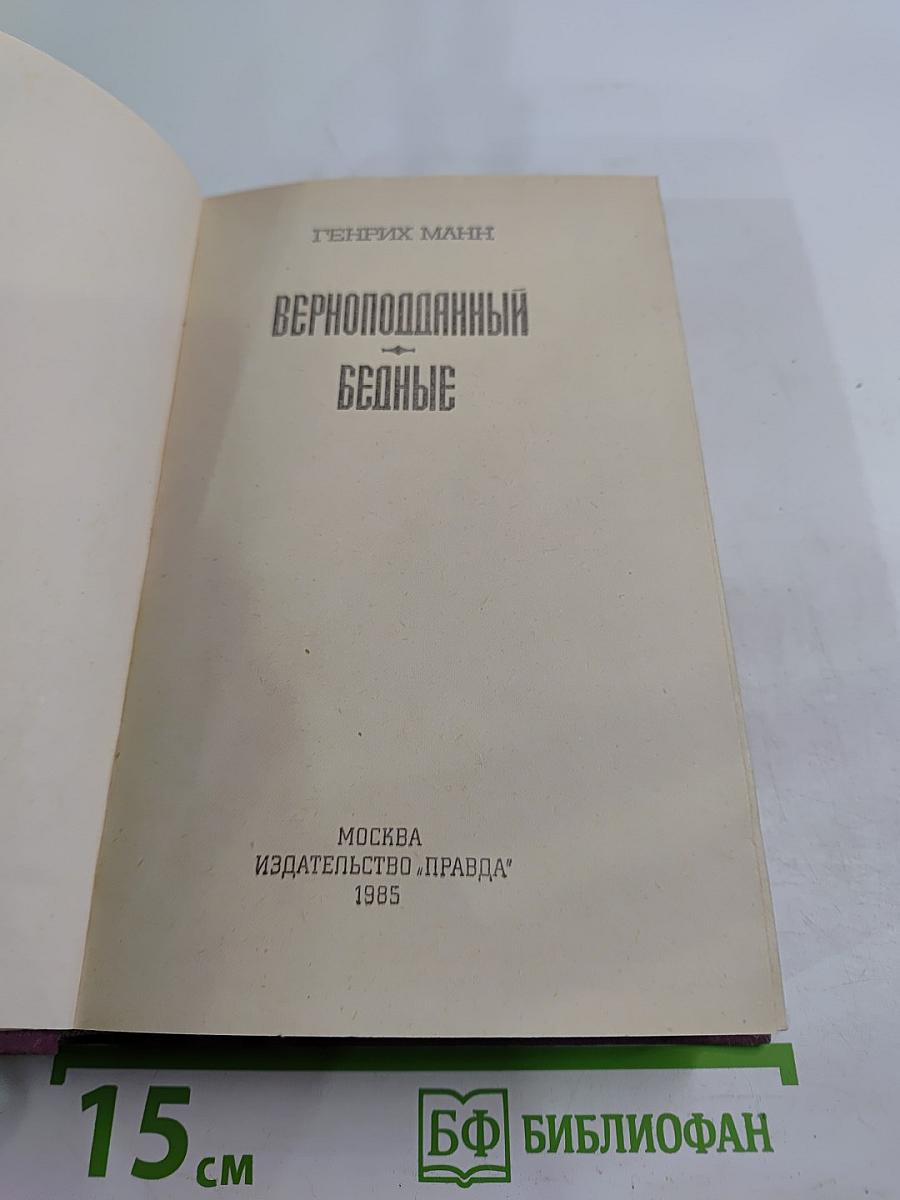 ГЕНРИХ МАНН
ВЕРНОПОДДАННЫЙ
БЕДНЫЕ
МОСКВА
ИЗДАТЕЛЬСТВО „ПРАВДА"
1985
15 см
БФ БИБЛИОФАН